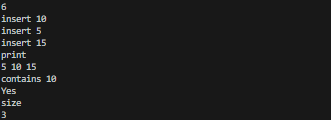 6
insert 10
insert 5
insert 15
print
5 10 15
contains 10
Yes
size
3